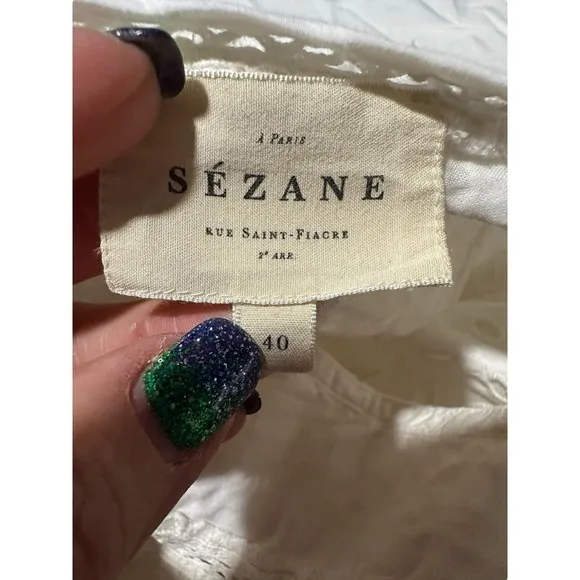 À PARIS
SÉZANE
RUE SAINT-FIACRE
2e ARR.
40